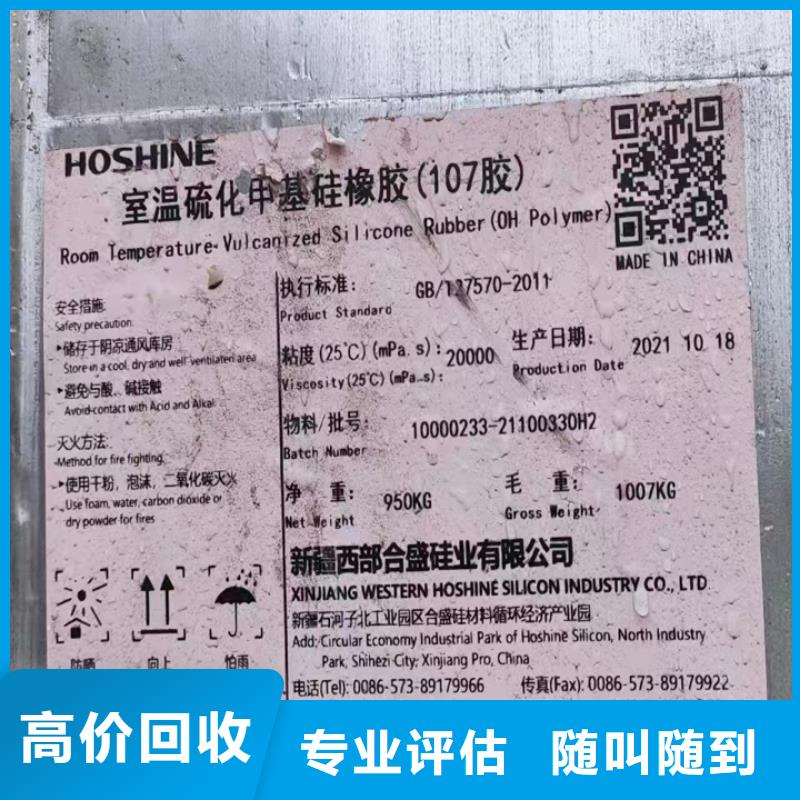 HOSHINE
室温硫化甲基硅橡胶(107胶)
Room Temperature Vulcanized Silicone Rubber(OH Polymer)
MADE IN CHINA
安全措施:
Safety precaution:
▸储存于阴凉通风库房
Store in a cool, dry and well ventilated area
▸避免与酸、碱接触
Avoid contact with Acid and Alkal
灭火方法:
Method for fire fighting
▸使用干粉, 泡沫, 二氧化碳灭火
Use foam, water, carbon dioxide or
dry powder for fires
防晒 向上 怕雨
执行标准: GB/T27570-2011
Product Standard
粘度(25℃)(mPa.s): 20000 生产日期: 2021 10 18
Viscosity(25℃)(mPa.s): Production Date
物料/批号: 10000233-21100330H2
Batch Number
净 重: 950KG 毛 重: 1007KG
Net Weight Gross Weight
新疆西部合盛硅业有限公司
XINJIANG WESTERN HOSHINE SILICON INDUSTRY CO., LTD
新疆石河子北工业园区合盛硅材料循环经济产业园
Add: Circular Economy Industrial Park of Hoshine Silicon, North Industry
Park, Shihezi City, Xinjiang Pro, China
电话(Tel): 0086-573-89179966 传真(Fax): 0086-573-89179922
高价回收 专业评估 随叫随到